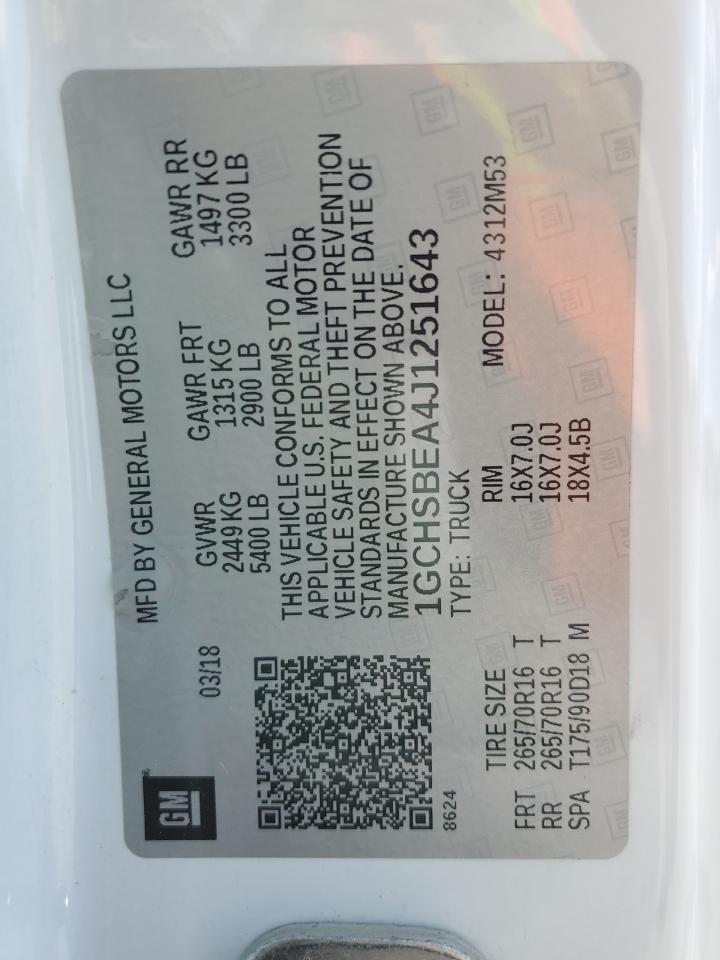 GM
MFD BY GENERAL MOTORS LLC
03/18
GVWR GAWR FRT GAWR RR
2449 KG 1315 KG 1497 KG
5400 LB 2900 LB 3300 LB
THIS VEHICLE CONFORMS TO ALL
APPLICABLE U.S. FEDERAL MOTOR
VEHICLE SAFETY AND THEFT PREVENTION
STANDARDS IN EFFECT ON THE DATE OF
MANUFACTURE SHOWN ABOVE.
1GCHSBEA4J1251643
8624
TYPE: TRUCK
TIRE SIZE RIM MODEL: 4312M53
FRT 265/70R16 T 16X7.0J
RR 265/70R16 T 16X7.0J
SPA T175/90D18 M 18X4.5B